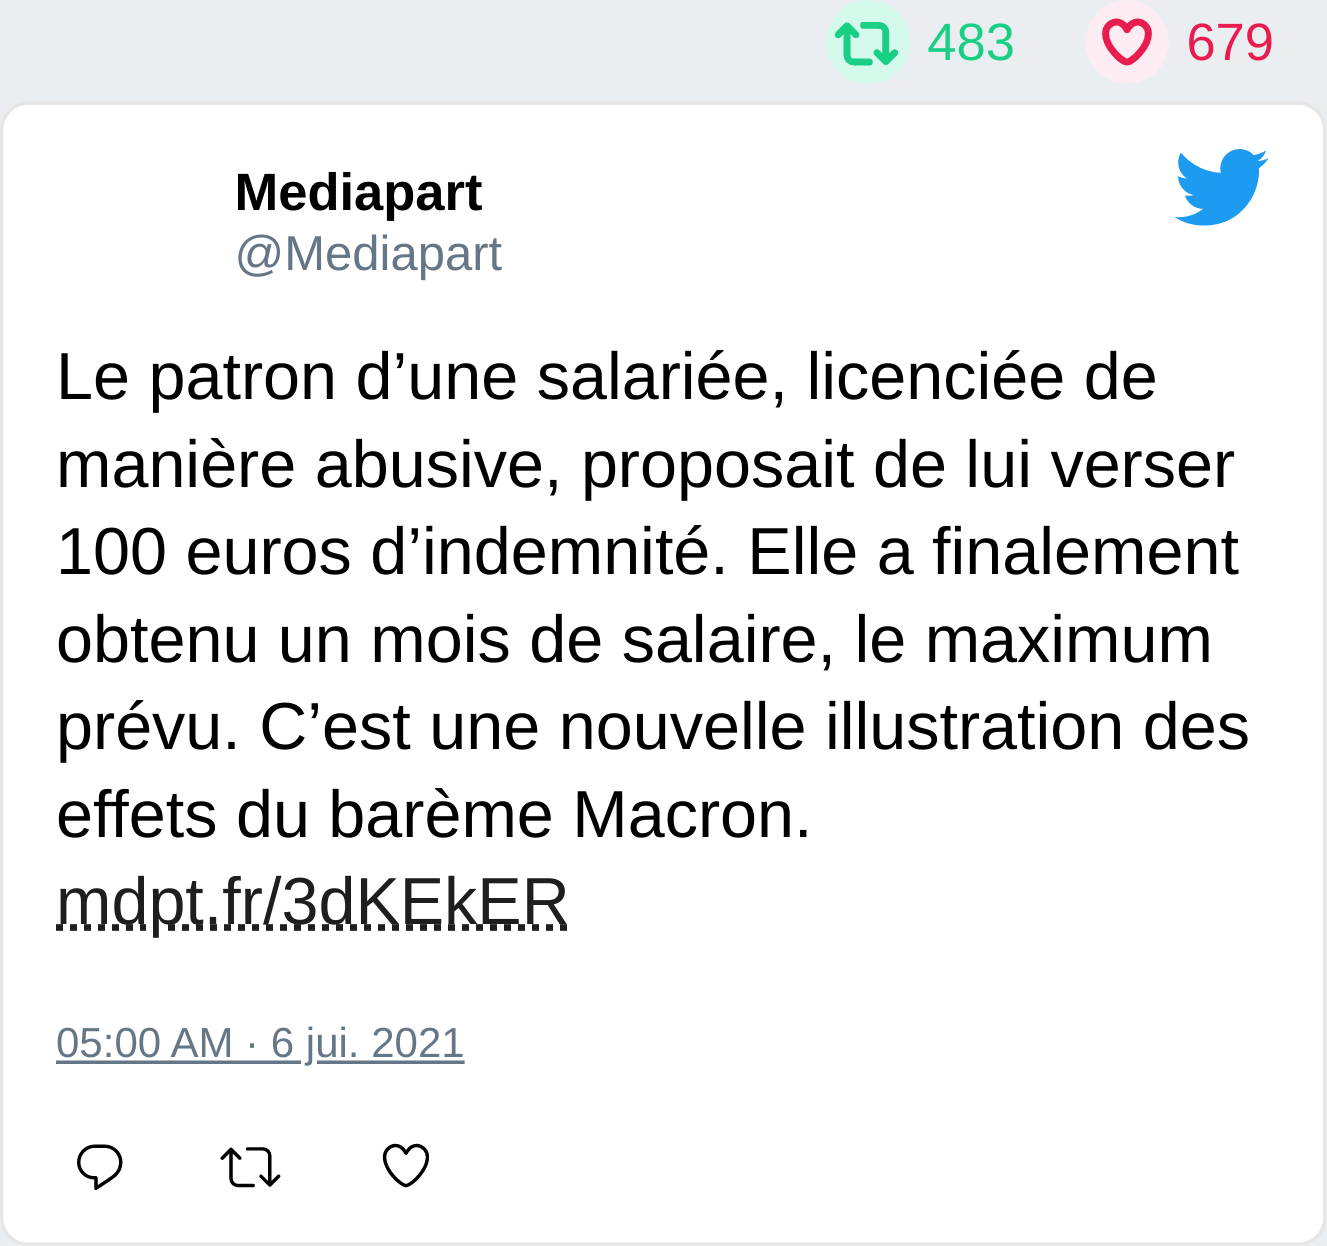 483 679
Mediapart
@Mediapart
Le patron d’une salariée, licenciée de
manière abusive, proposait de lui verser
100 euros d’indemnité. Elle a finalement
obtenu un mois de salaire, le maximum
prévu. C’est une nouvelle illustration des
effets du barème Macron.
mdpt.fr/3dKEkER
05:00 AM · 6 jui. 2021